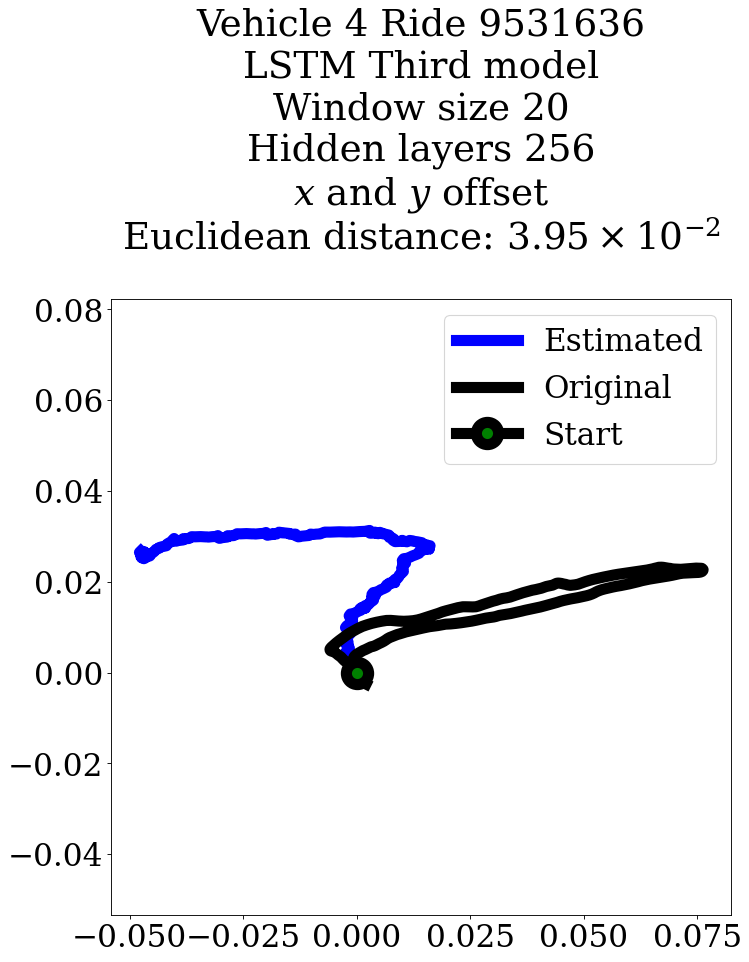 Vehicle 4 Ride 9531636
LSTM Third model
Window size 20
Hidden layers 256
x and y offset
Euclidean distance: 3.95 × 10⁻²
Estimated
Original
Start
0.08
0.06
0.04
0.02
0.00
−0.02
−0.04
−0.050 −0.025 0.000 0.025 0.050 0.075